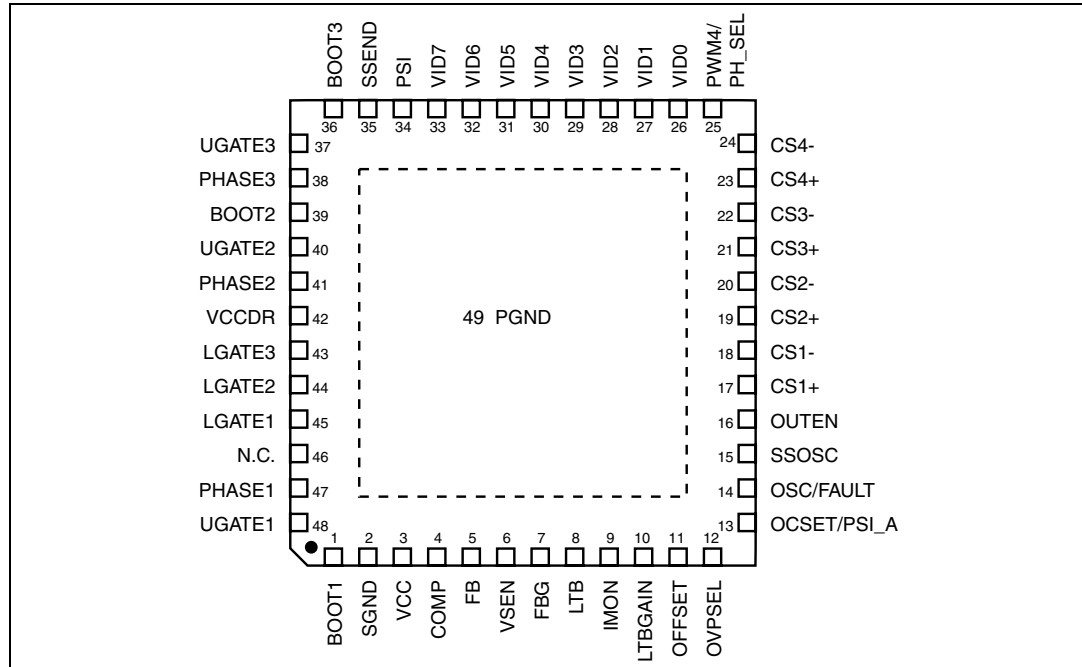 BOOT3
SSEND
PSI
VID7
VID6
VID5
VID4
VID3
VID2
VID1
VID0
PWM4/
PH_SEL
36
35
34
33
32
31
30
29
28
27
26
25
UGATE3 37
PHASE3 38
BOOT2 39
UGATE2 40
PHASE2 41
VCCDR 42
LGATE3 43
LGATE2 44
LGATE1 45
N.C. 46
PHASE1 47
UGATE1 48
49 PGND
24 CS4-
23 CS4+
22 CS3-
21 CS3+
20 CS2-
19 CS2+
18 CS1-
17 CS1+
16 OUTEN
15 SSOSC
14 OSC/FAULT
13 OCSET/PSI_A
1
2
3
4
5
6
7
8
9
10
11
12
BOOT1
SGND
VCC
COMP
FB
VSEN
FBG
LTB
IMON
LTBGAIN
OFFSET
OVPSEL